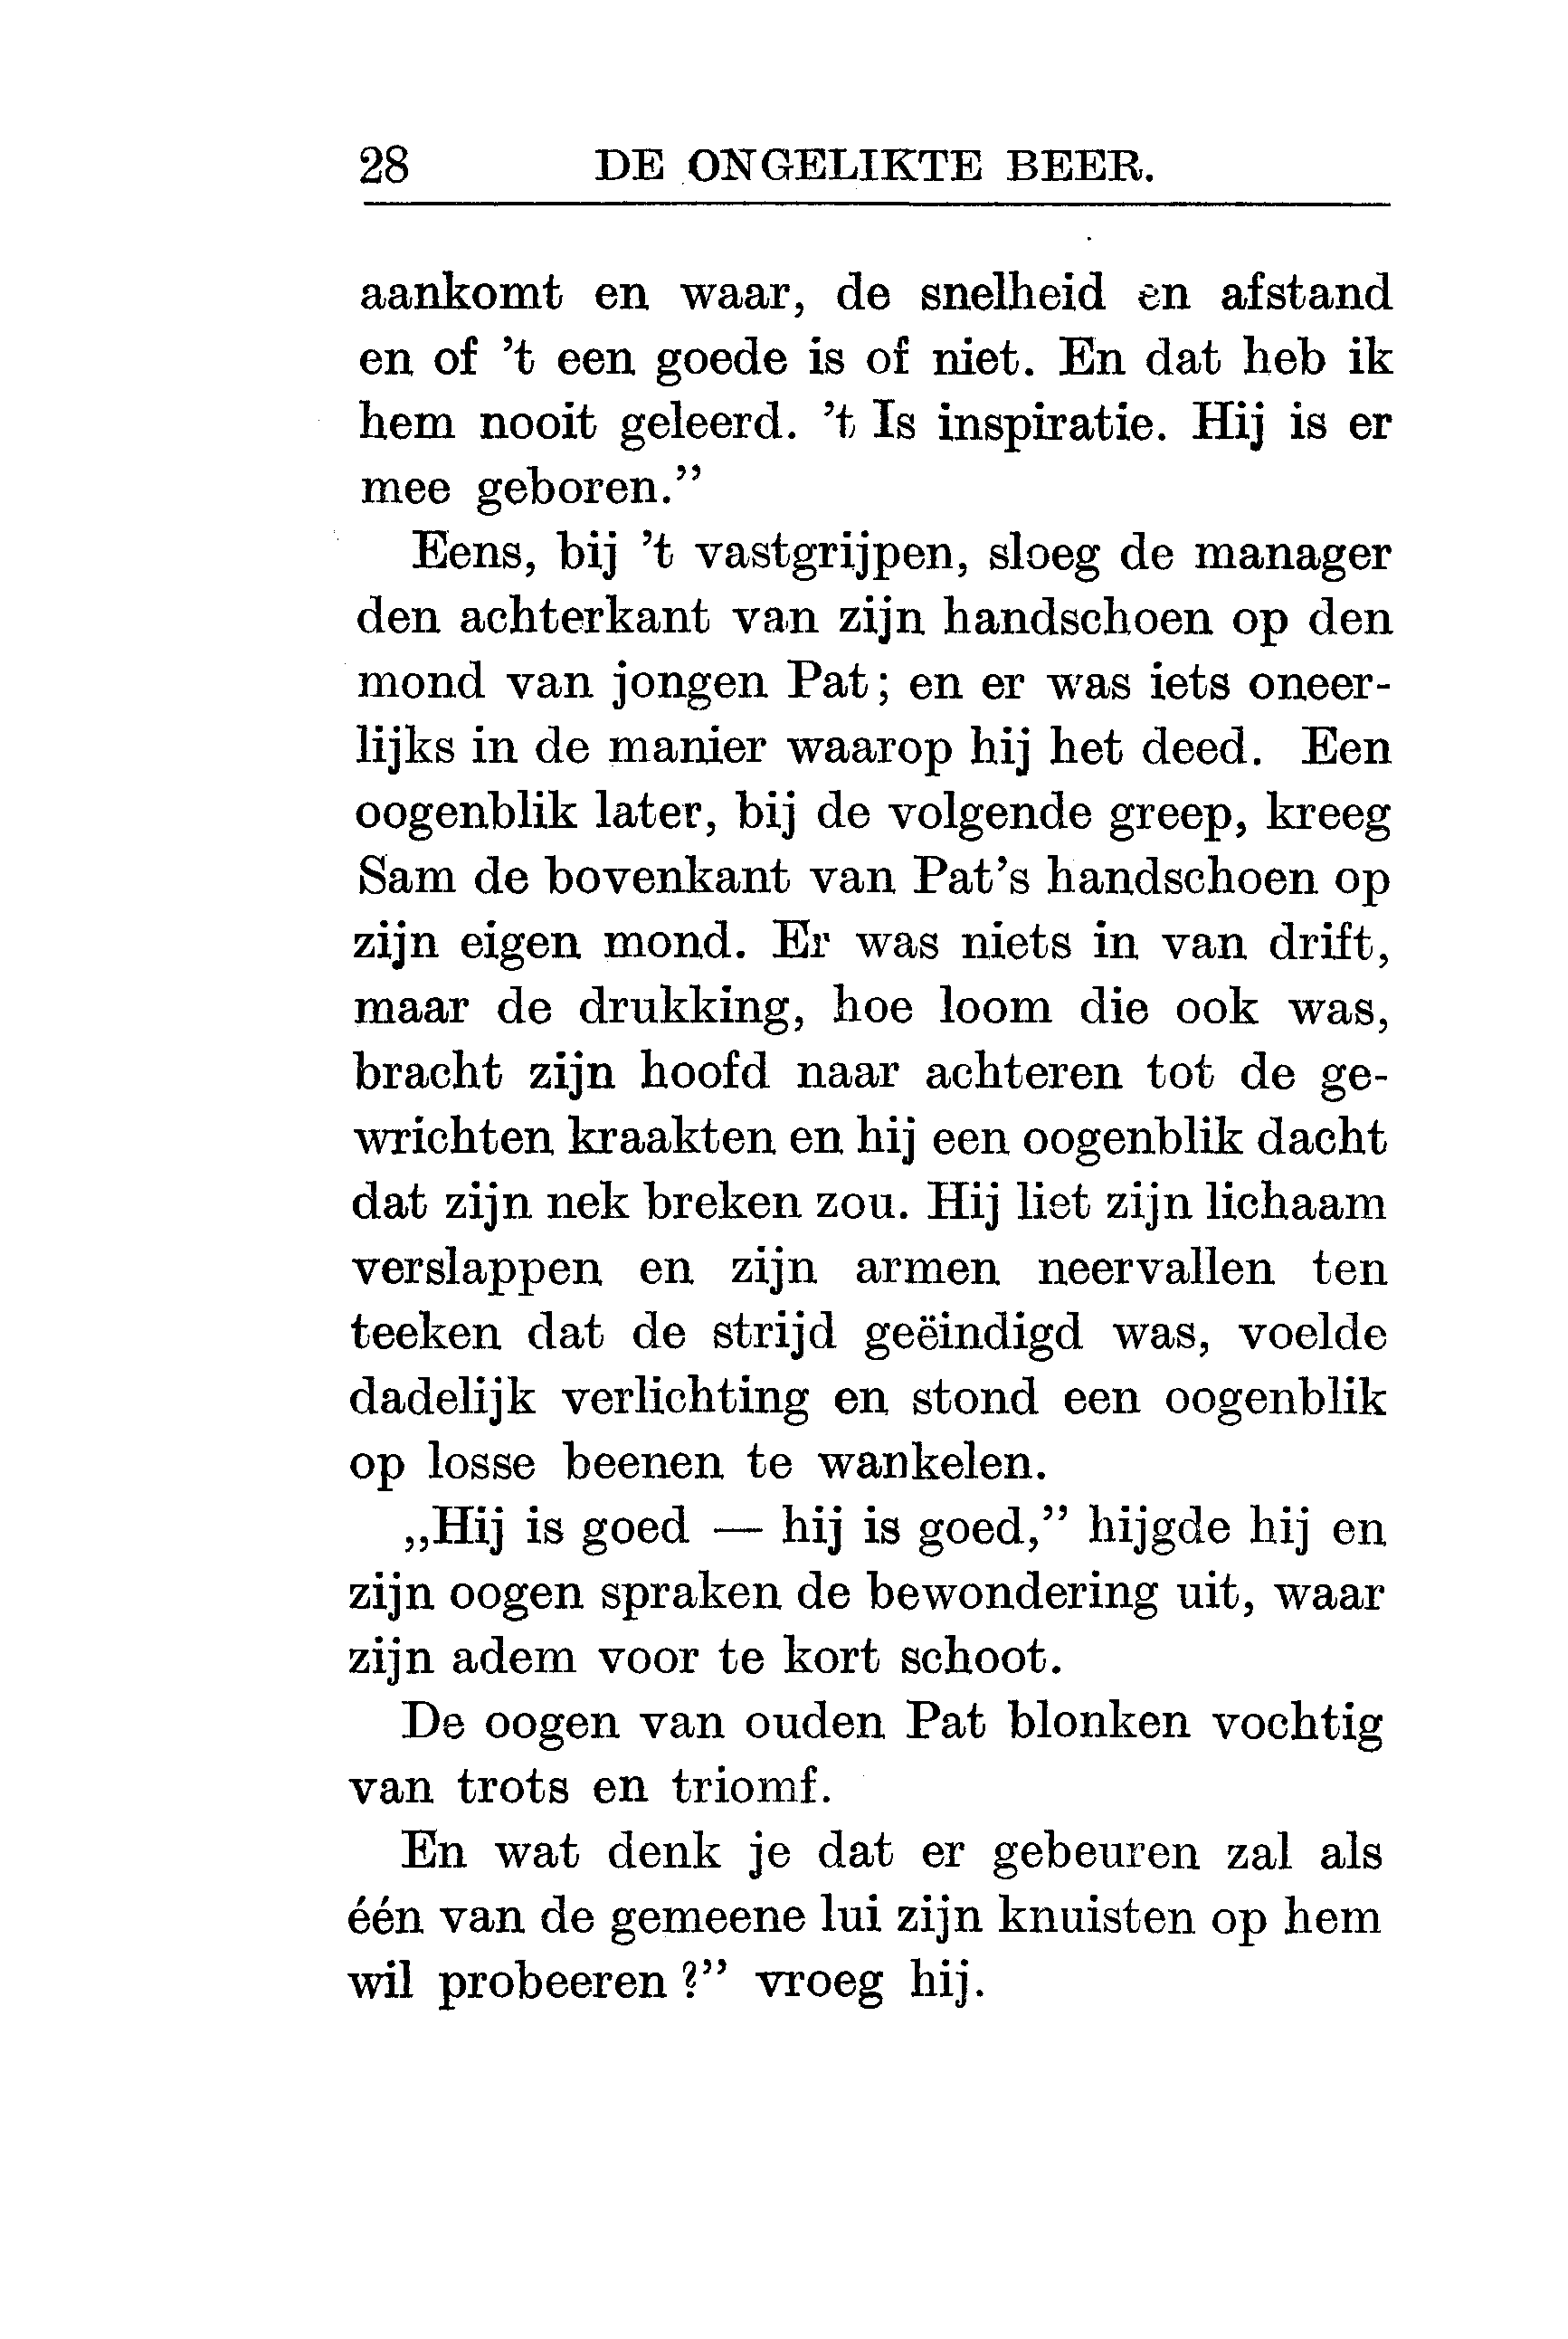 28 DE ONGELIKTE BEER.
aankomt en waar, de snelheid en afstand
en of ’t een goede is of niet. En dat heb ik
hem nooit geleerd. ’t Is inspiratie. Hij is er
mee geboren.”
Eens, bij ’t vastgrijpen, sloeg de manager
den achterkant van zijn handschoen op den
mond van jongen Pat; en er was iets oneer-
lijks in de manier waarop hij het deed. Een
oogenblik later, bij de volgende greep, kreeg
Sam de bovenkant van Pat’s handschoen op
zijn eigen mond. Er was niets in van drift,
maar de drukking, hoe loom die ook was,
bracht zijn hoofd naar achteren tot de ge-
wrichten kraakten en hij een oogenblik dacht
dat zijn nek breken zou. Hij liet zijn lichaam
verslappen en zijn armen neervallen ten
teeken dat de strijd geëindigd was, voelde
dadelijk verlichting en stond een oogenblik
op losse beenen te wankelen.
„Hij is goed — hij is goed,” hijgde hij en
zijn oogen spraken de bewondering uit, waar
zijn adem voor te kort schoot.
De oogen van ouden Pat blonken vochtig
van trots en triomf.
En wat denk je dat er gebeuren zal als
één van de gemeene lui zijn knuisten op hem
wil probeeren?” vroeg hij.